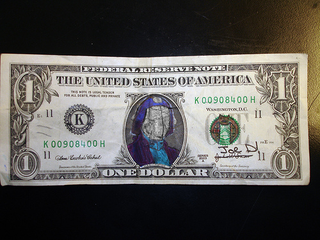 FEDERAL RESERVE NOTE
THE UNITED STATES OF AMERICA
THIS NOTE IS LEGAL TENDER
FOR ALL DEBTS, PUBLIC AND PRIVATE
K 00908400 H
WASHINGTON, D.C.
1
1
11
11
K
K 00908400 H
11
11
1
1
ONE DOLLAR